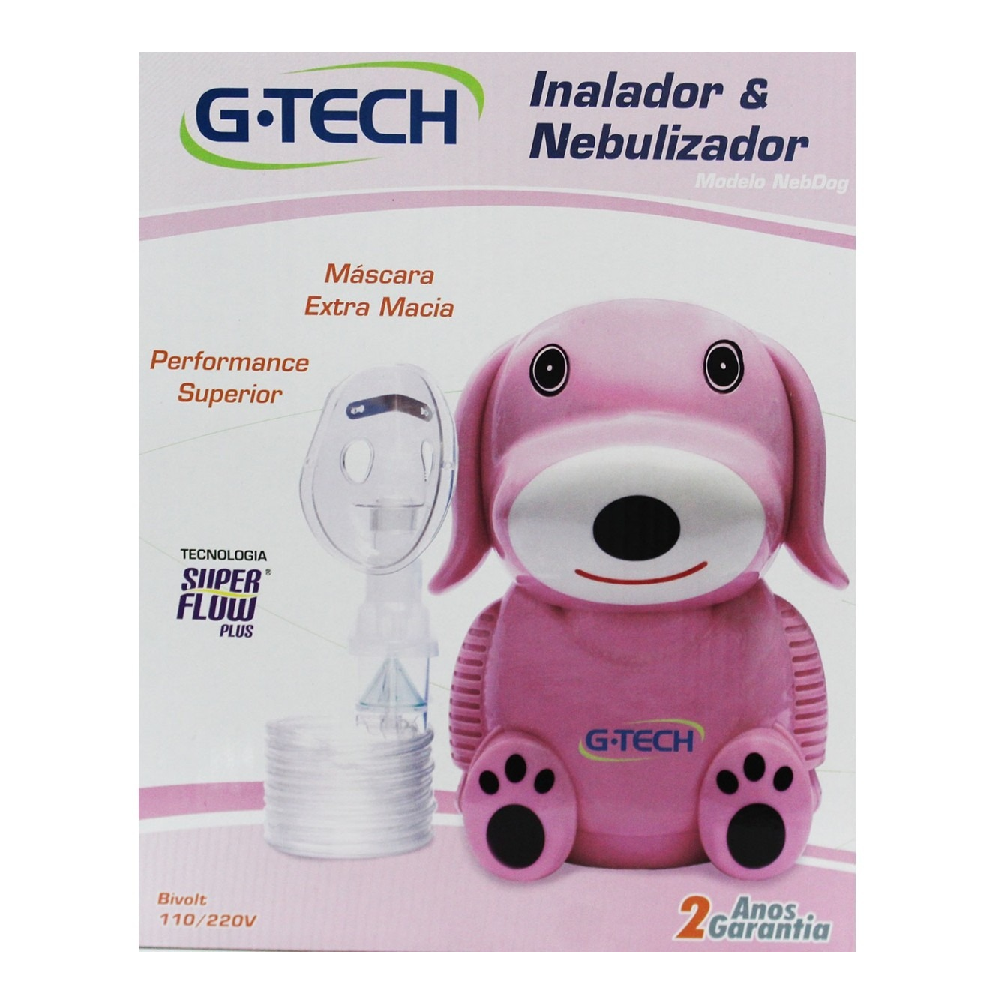 G·TECH
Inalador &
Nebulizador
Modelo NebDog
Máscara
Extra Macia
Performance
Superior
TECNOLOGIA
SUPER®
FLOW
PLUS
G·TECH
Bivolt
110/220V
2 Anos
Garantia